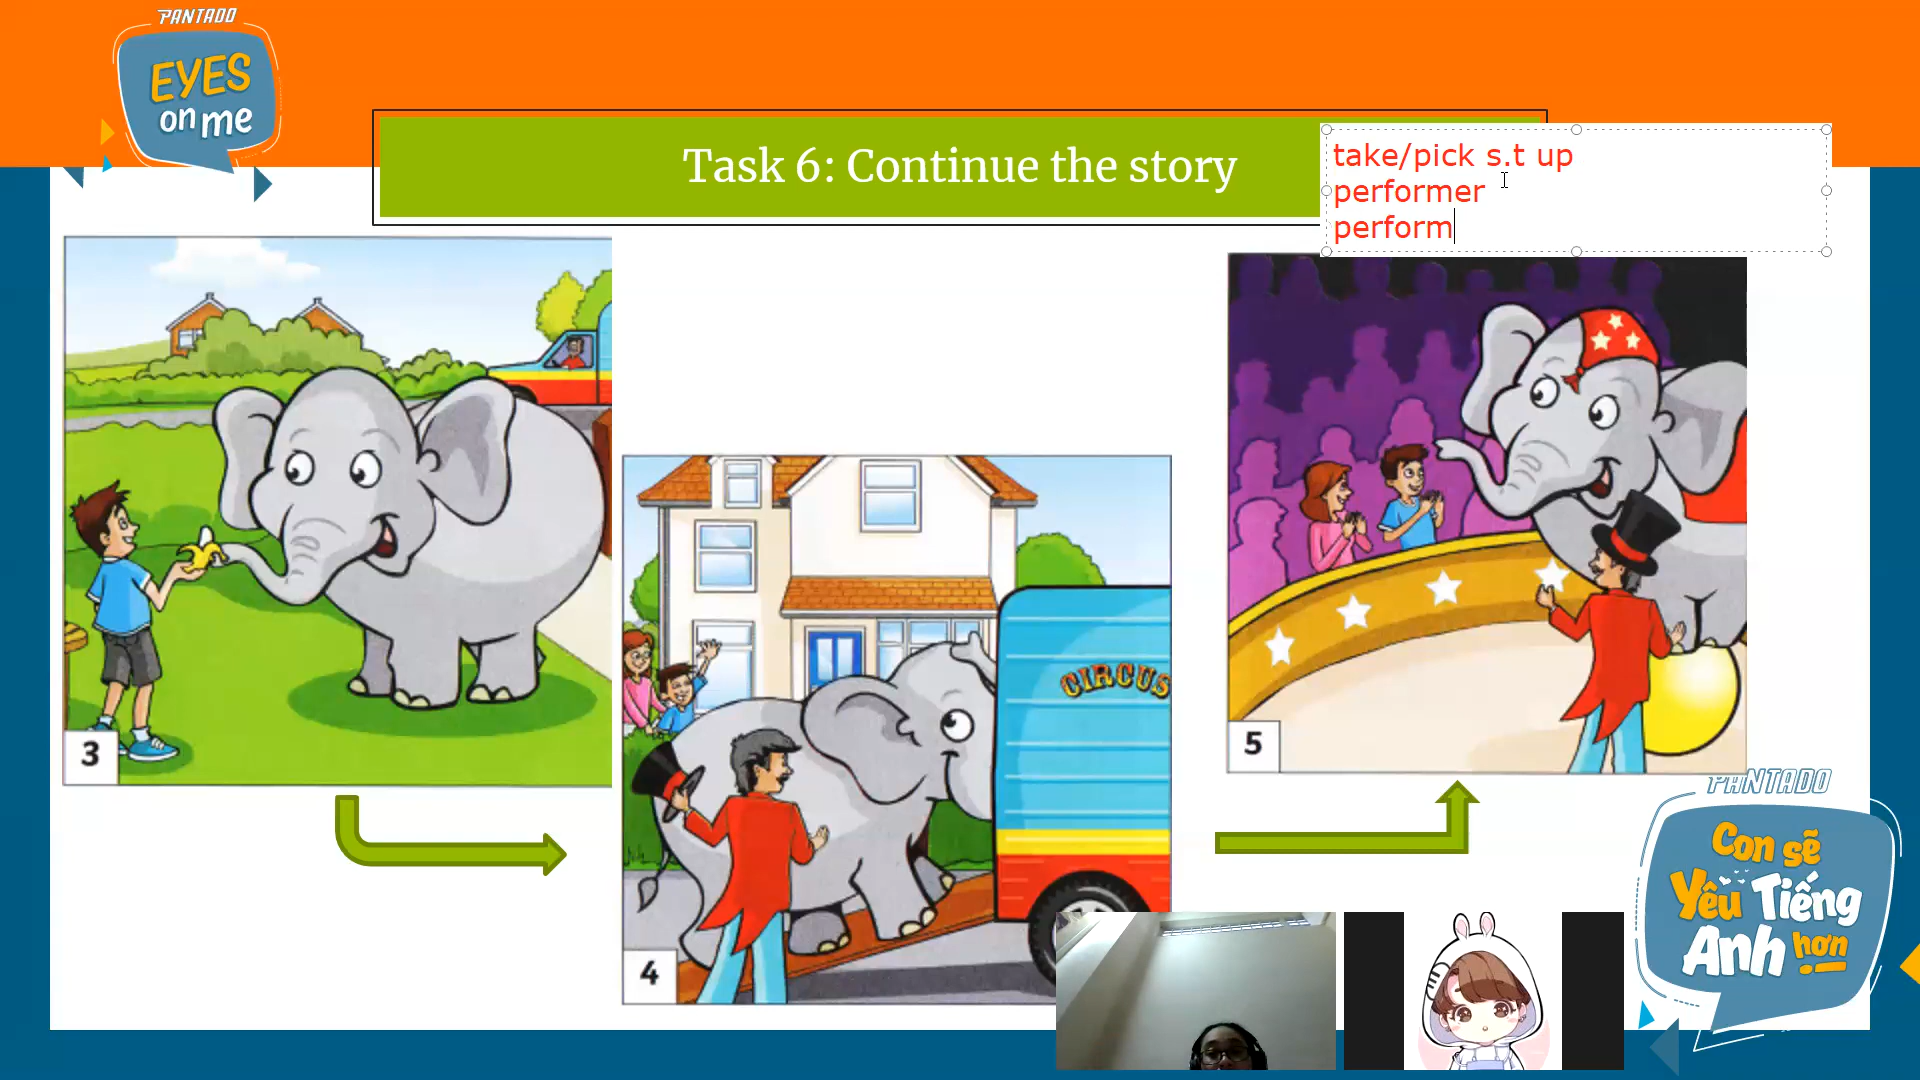 PANTADO
EYES
on me
Task 6: Continue the story
take/pick s.t up
performer
perform
3
CIRCUS
4
5
PANTADO
Con sẽ
Yêu Tiếng
Anh hơn